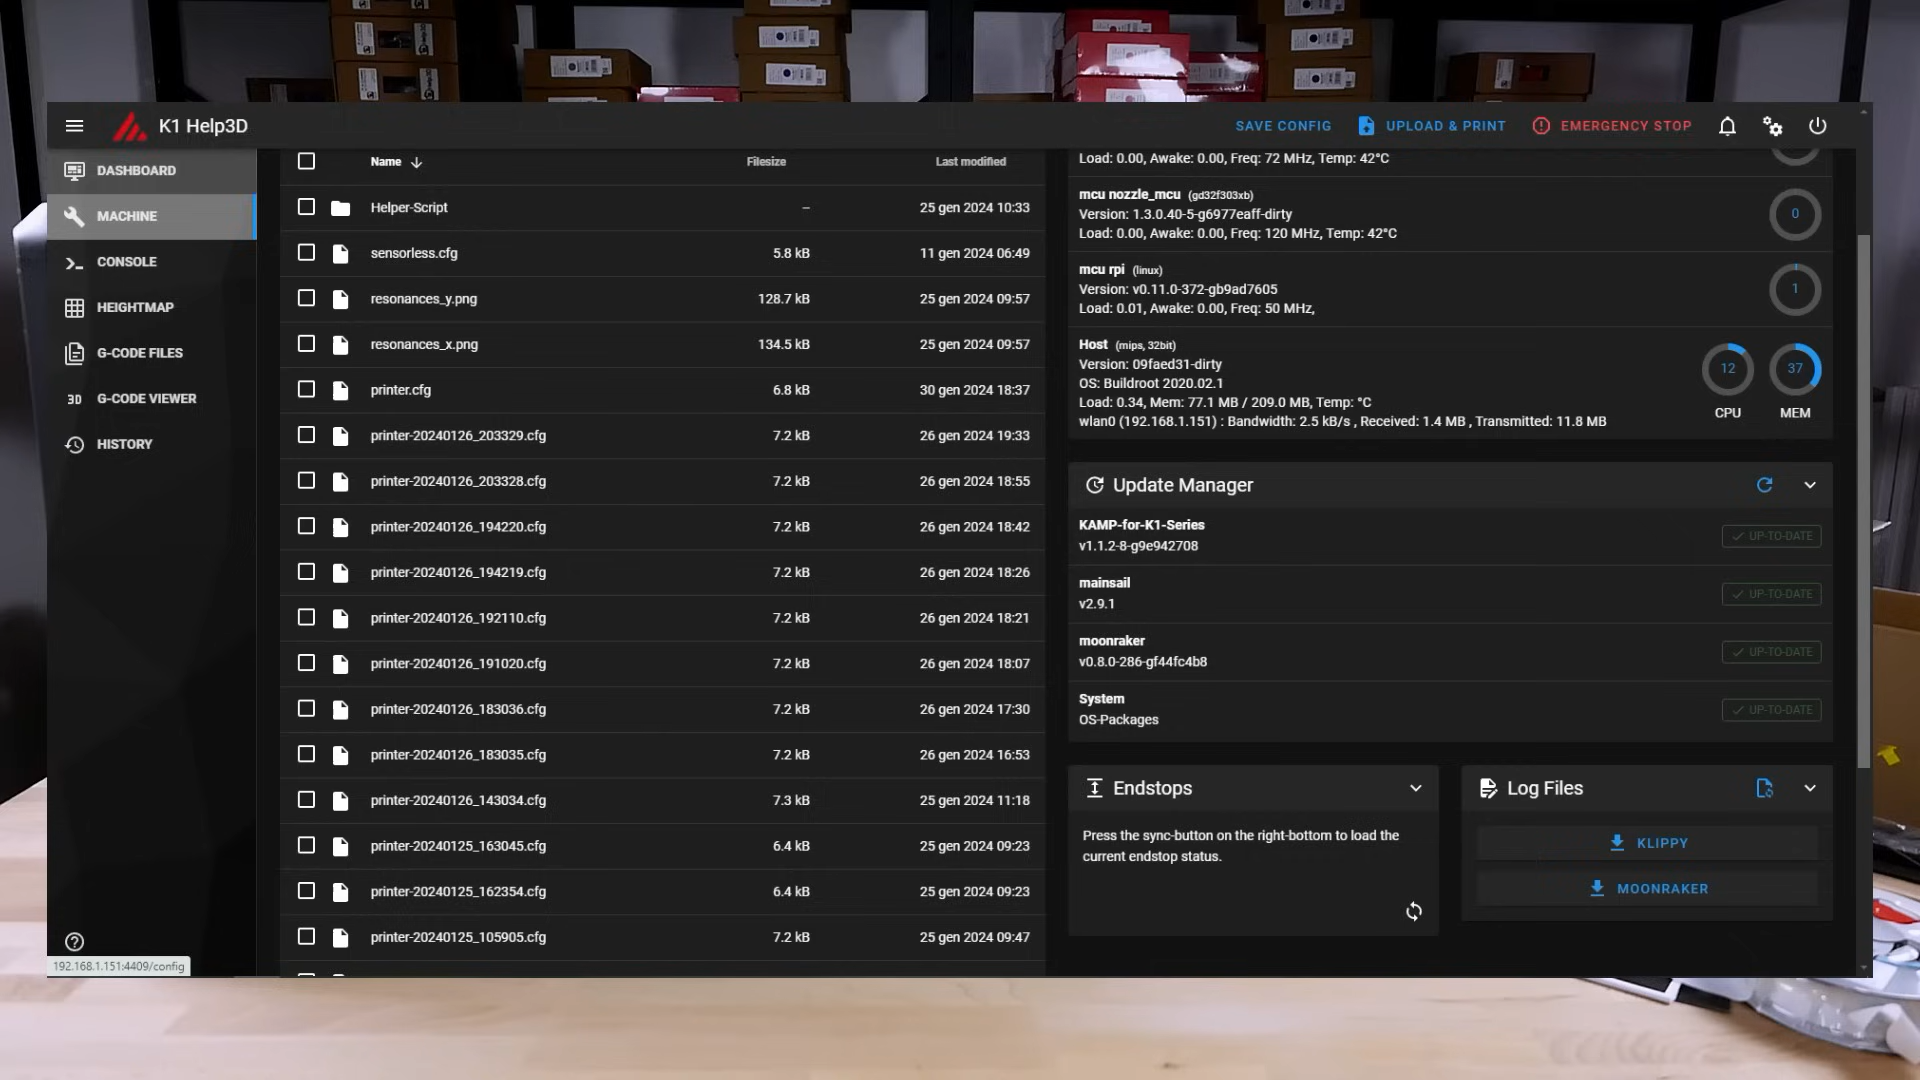 K1 Help3D
SAVE CONFIG
UPLOAD & PRINT
EMERGENCY STOP
DASHBOARD
MACHINE
CONSOLE
HEIGHTMAP
G-CODE FILES
3D G-CODE VIEWER
HISTORY
192.168.1.151:4409/config
Name Filesize Last modified
Helper-Script – 25 gen 2024 10:33
sensorless.cfg 5.8 kB 11 gen 2024 06:49
resonances_y.png 128.7 kB 25 gen 2024 09:57
resonances_x.png 134.5 kB 25 gen 2024 09:57
printer.cfg 6.8 kB 30 gen 2024 18:37
printer-20240126_203329.cfg 7.2 kB 26 gen 2024 19:33
printer-20240126_203328.cfg 7.2 kB 26 gen 2024 18:55
printer-20240126_194220.cfg 7.2 kB 26 gen 2024 18:42
printer-20240126_194219.cfg 7.2 kB 26 gen 2024 18:26
printer-20240126_192110.cfg 7.2 kB 26 gen 2024 18:21
printer-20240126_191020.cfg 7.2 kB 26 gen 2024 18:07
printer-20240126_183036.cfg 7.2 kB 26 gen 2024 17:30
printer-20240126_183035.cfg 7.2 kB 26 gen 2024 16:53
printer-20240126_143034.cfg 7.3 kB 25 gen 2024 11:18
printer-20240125_163045.cfg 6.4 kB 25 gen 2024 09:23
printer-20240125_162354.cfg 6.4 kB 25 gen 2024 09:23
printer-20240125_105905.cfg 7.2 kB 25 gen 2024 09:47
Load: 0.00, Awake: 0.00, Freq: 72 MHz, Temp: 42°C
mcu nozzle_mcu (gd32f303xb)
Version: 1.3.0.40-5-g6977eaff-dirty
Load: 0.00, Awake: 0.00, Freq: 120 MHz, Temp: 42°C
0
mcu rpi (linux)
Version: v0.11.0-372-gb9ad7605
Load: 0.01, Awake: 0.00, Freq: 50 MHz,
1
Host (mips, 32bit)
Version: 09faed31-dirty
OS: Buildroot 2020.02.1
Load: 0.34, Mem: 77.1 MB / 209.0 MB, Temp: °C
wlan0 (192.168.1.151) : Bandwidth: 2.5 kB/s , Received: 1.4 MB , Transmitted: 11.8 MB
12 37
CPU MEM
Update Manager
KAMP-for-K1-Series
v1.1.2-8-g9e942708
UP-TO-DATE
mainsail
v2.9.1
UP-TO-DATE
moonraker
v0.8.0-286-gf44fc4b8
UP-TO-DATE
System
OS-Packages
UP-TO-DATE
Endstops
Press the sync-button on the right-bottom to load the
current endstop status.
Log Files
KLIPPY
MOONRAKER